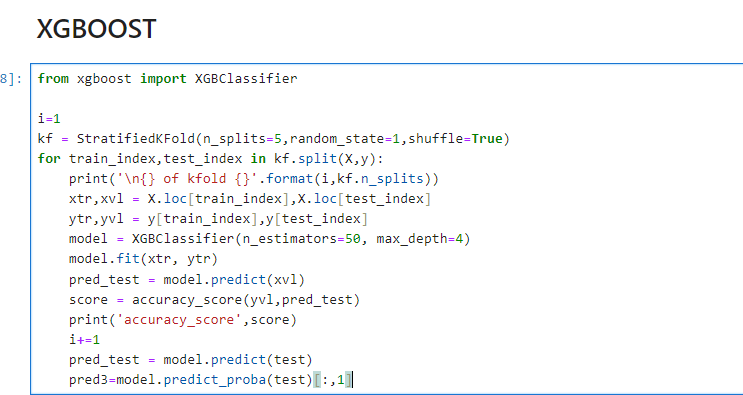 XGBOOST
8]:
from xgboost import XGBClassifier
i=1
kf = StratifiedKFold(n_splits=5,random_state=1,shuffle=True)
for train_index,test_index in kf.split(X,y):
    print('\n{} of kfold {}'.format(i,kf.n_splits))
    xtr,xvl = X.loc[train_index],X.loc[test_index]
    ytr,yvl = y[train_index],y[test_index]
    model = XGBClassifier(n_estimators=50, max_depth=4)
    model.fit(xtr, ytr)
    pred_test = model.predict(xvl)
    score = accuracy_score(yvl,pred_test)
    print('accuracy_score',score)
    i+=1
    pred_test = model.predict(test)
    pred3=model.predict_proba(test)[:,1]